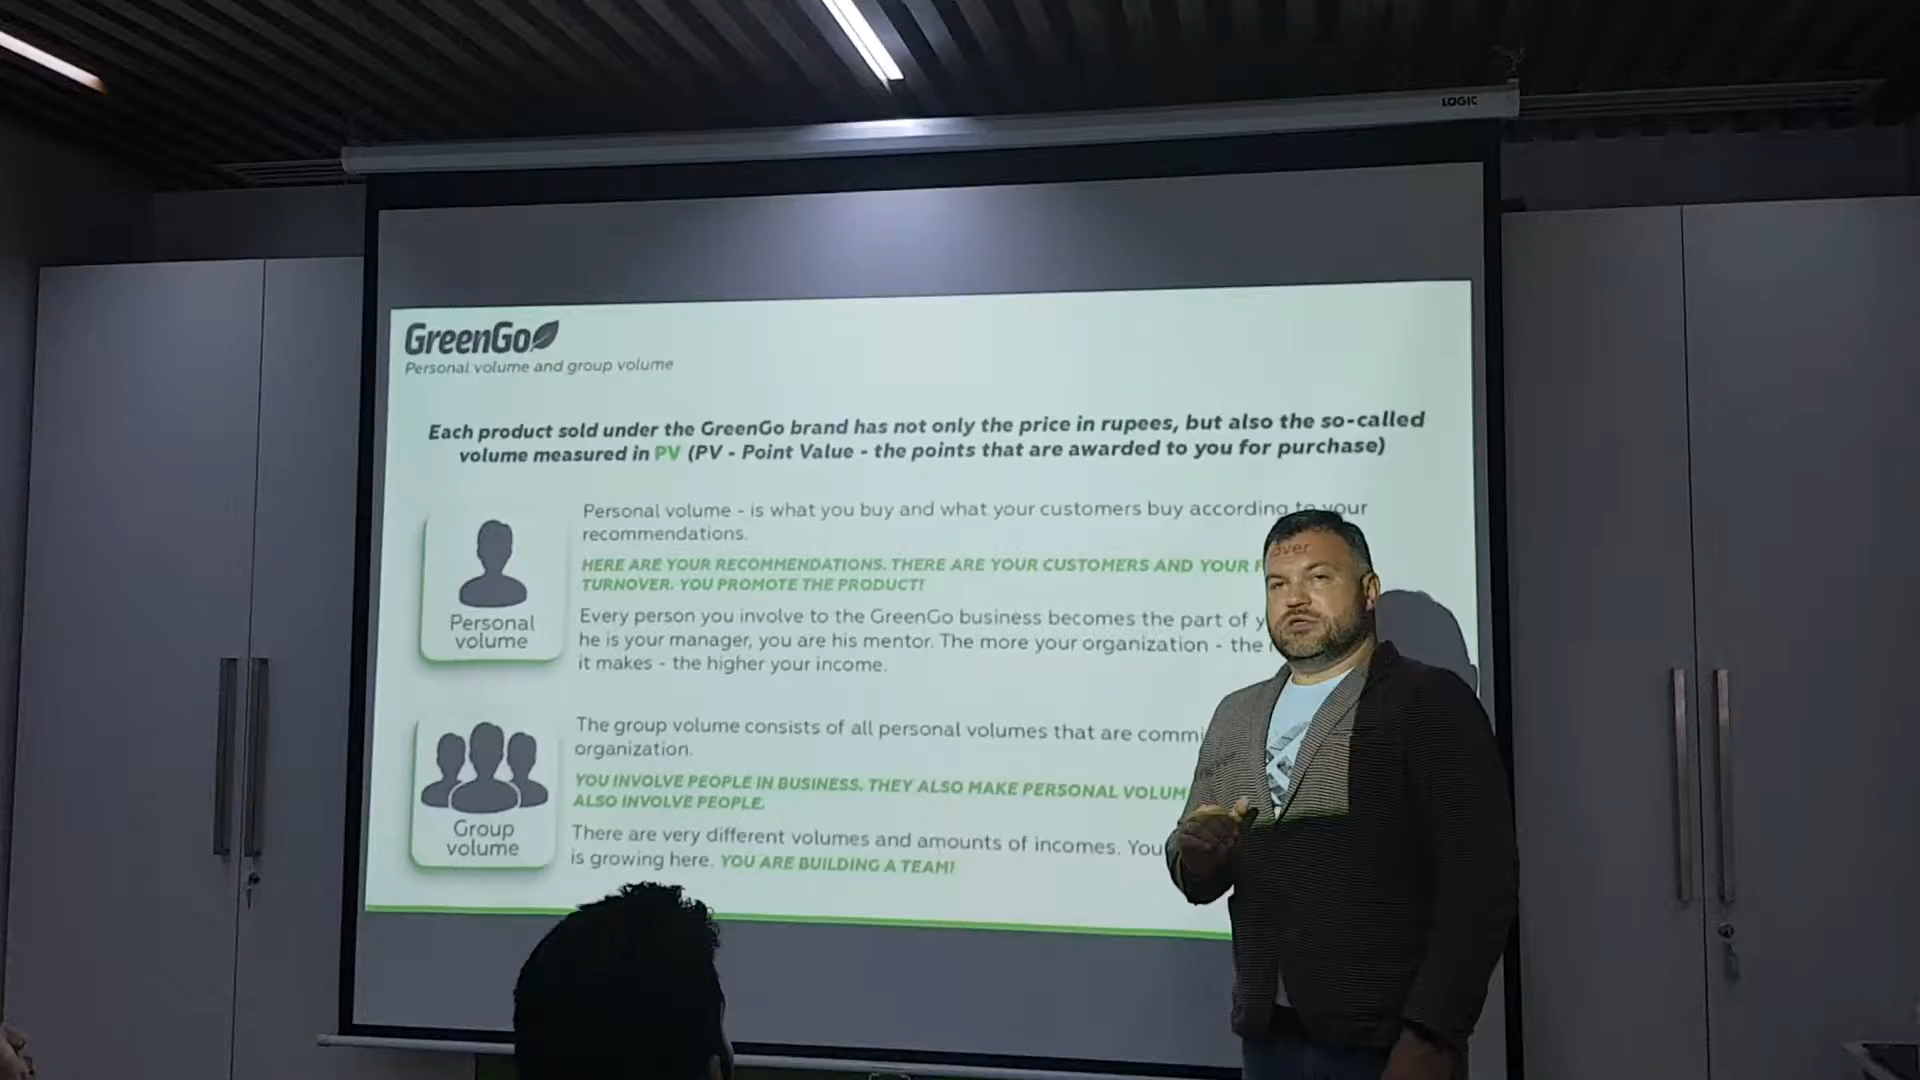 LOGIC
GreenGo
Personal volume and group volume
Each product sold under the GreenGo brand has not only the price in rupees, but also the so-called
volume measured in PV (PV - Point Value - the points that are awarded to you for purchase)
Personal volume - is what you buy and what your customers buy according to your
recommendations.
HERE ARE YOUR RECOMMENDATIONS. THERE ARE YOUR CUSTOMERS AND YOUR
TURNOVER. YOU PROMOTE THE PRODUCT!
Personal
volume
Every person you involve to the GreenGo business becomes the part of
he is your manager, you are his mentor. The more your organization - the
it makes - the higher your income.
The group volume consists of all personal volumes that are
organization.
YOU INVOLVE PEOPLE IN BUSINESS. THEY ALSO MAKE PERSONAL
ALSO INVOLVE PEOPLE.
Group
volume
There are very different volumes and amounts of incomes. You
is growing here. YOU ARE BUILDING A TEAM!